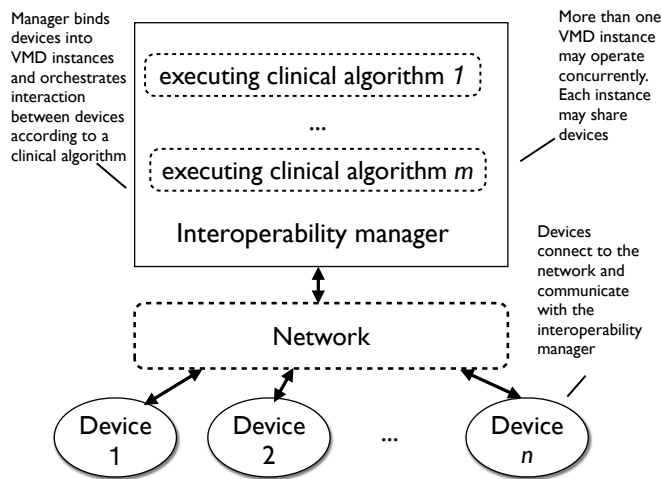 Manager binds
devices into
VMD instances
and orchestrates
interaction
between devices
according to a
clinical algorithm
More than one
VMD instance
may operate
concurrently.
Each instance
may share
devices
executing clinical algorithm 1
...
executing clinical algorithm m
Interoperability manager
Devices
connect to the
network and
communicate
with the
interoperability
manager
Network
Device
1
Device
2
...
Device
n